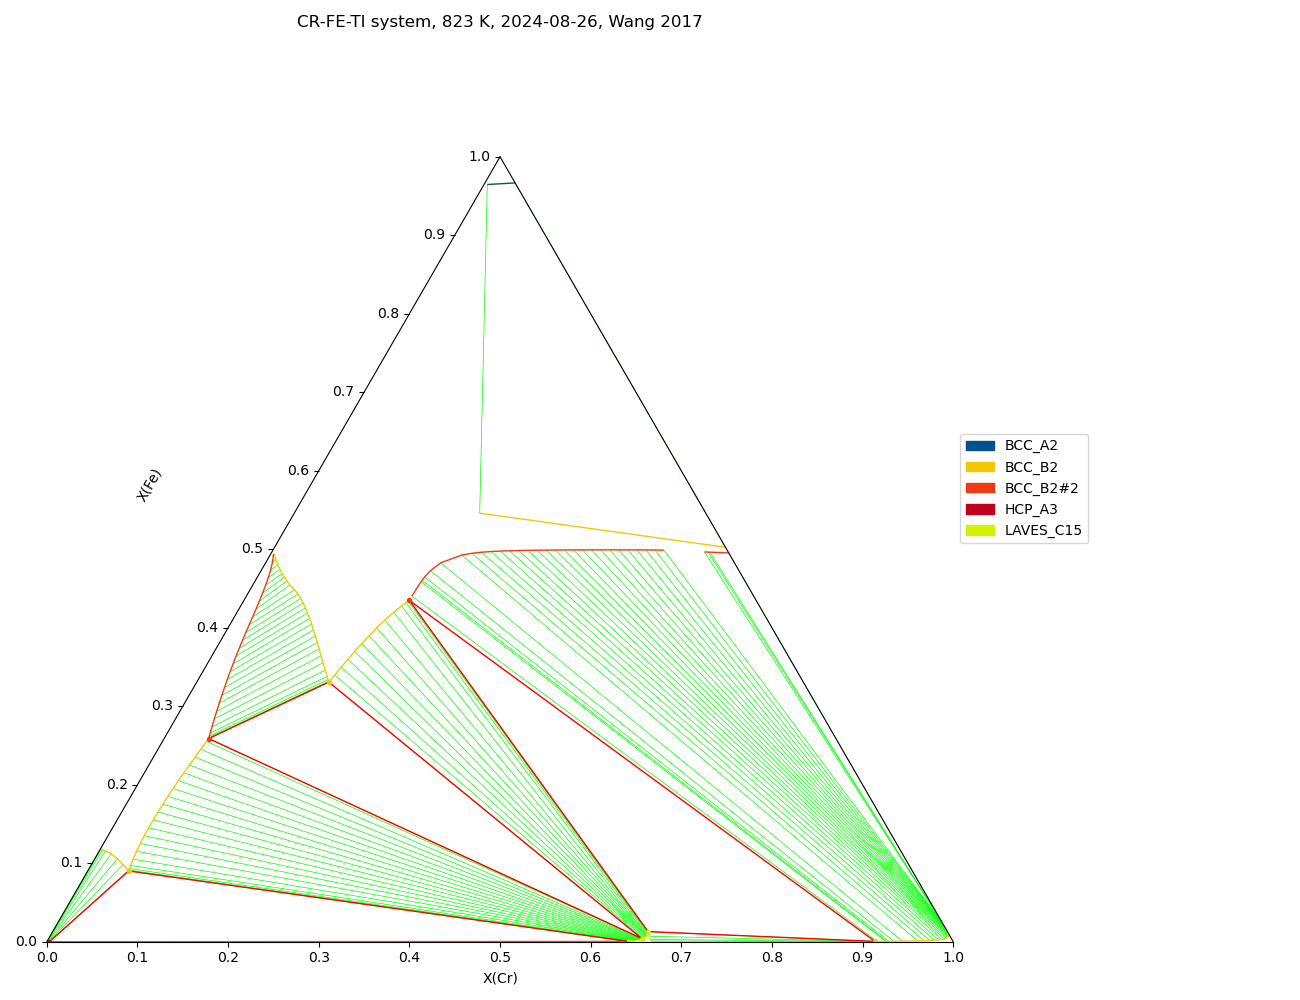 CR-FE-TI system, 823 K, 2024-08-26, Wang 2017
1.0
0.9
0.8
0.7
0.6
0.5
0.4
0.3
0.2
0.1
0.0
X(Fe)
BCC_A2
BCC_B2
BCC_B2#2
HCP_A3
LAVES_C15
0.0 0.1 0.2 0.3 0.4 0.5 0.6 0.7 0.8 0.9 1.0
X(Cr)